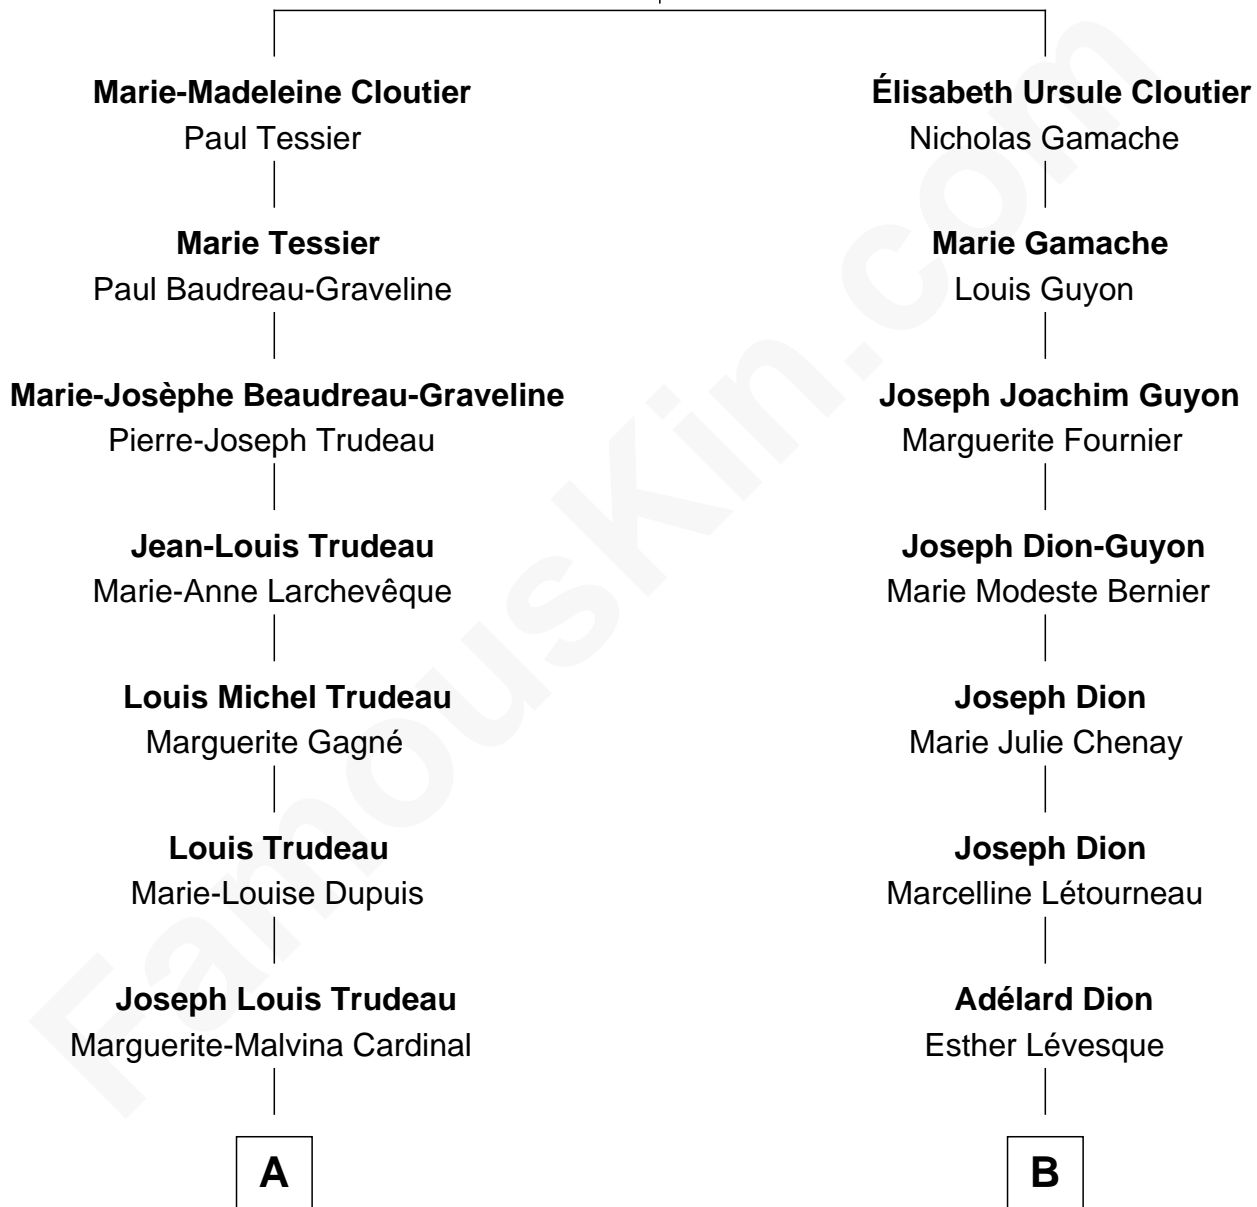 Marie-Madeleine Cloutier
Paul Tessier
Marie Tessier
Paul Baudreau-Graveline
Marie-Josèphe Beaudreau-Graveline
Pierre-Joseph Trudeau
Jean-Louis Trudeau
Marie-Anne Larchevêque
Louis Michel Trudeau
Marguerite Gagné
Louis Trudeau
Marie-Louise Dupuis
Joseph Louis Trudeau
Marguerite-Malvina Cardinal
A
Élisabeth Ursule Cloutier
Nicholas Gamache
Marie Gamache
Louis Guyon
Joseph Joachim Guyon
Marguerite Fournier
Joseph Dion-Guyon
Marie Modeste Bernier
Joseph Dion
Marie Julie Chenay
Joseph Dion
Marcelline Létourneau
Adélard Dion
Esther Lévesque
B
FamousKin.com